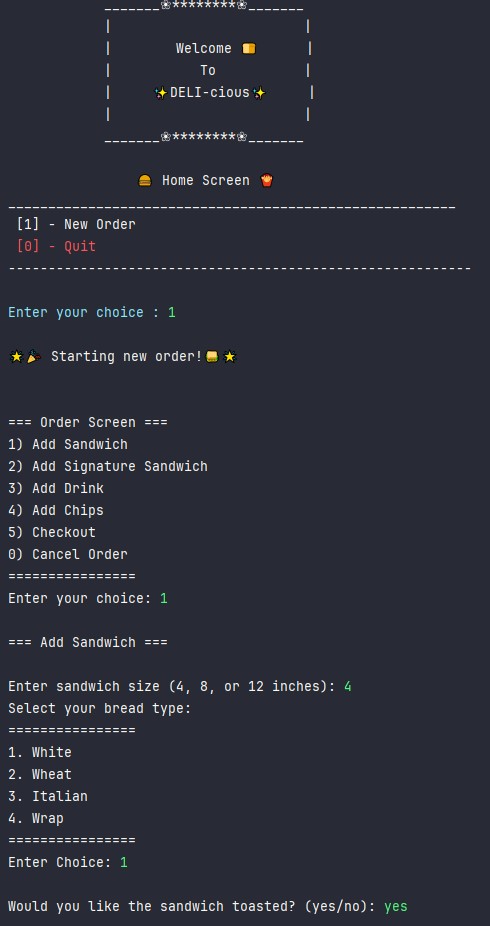 _______❀********❀_______
|                        |
|        Welcome 🍞      |
|           To           |
|     ✨DELI-cious✨     |
|                        |
_______❀********❀_______
🍔 Home Screen 🍟
________________________________________________________
[1] - New Order
[0] - Quit
----------------------------------------------------------
Enter your choice : 1
🌟🎉 Starting new order!🥪🌟
=== Order Screen ===
1) Add Sandwich
2) Add Signature Sandwich
3) Add Drink
4) Add Chips
5) Checkout
0) Cancel Order
================
Enter your choice: 1
=== Add Sandwich ===
Enter sandwich size (4, 8, or 12 inches): 4
Select your bread type:
================
1. White
2. Wheat
3. Italian
4. Wrap
================
Enter Choice: 1
Would you like the sandwich toasted? (yes/no): yes